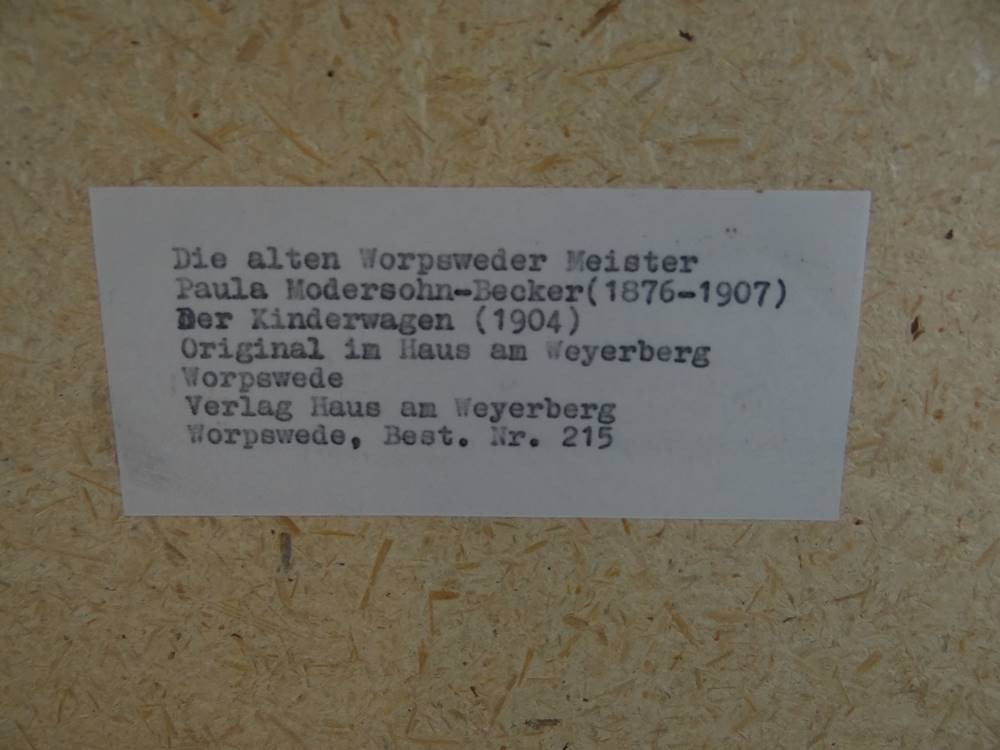 Die alten Worpsweder Meister
Paula Modersohn-Becker(1876-1907)
Der Kinderwagen (1904)
Original im Haus am Weyerberg
Worpswede
Verlag Haus am Weyerberg
Worpswede, Best. Nr. 215